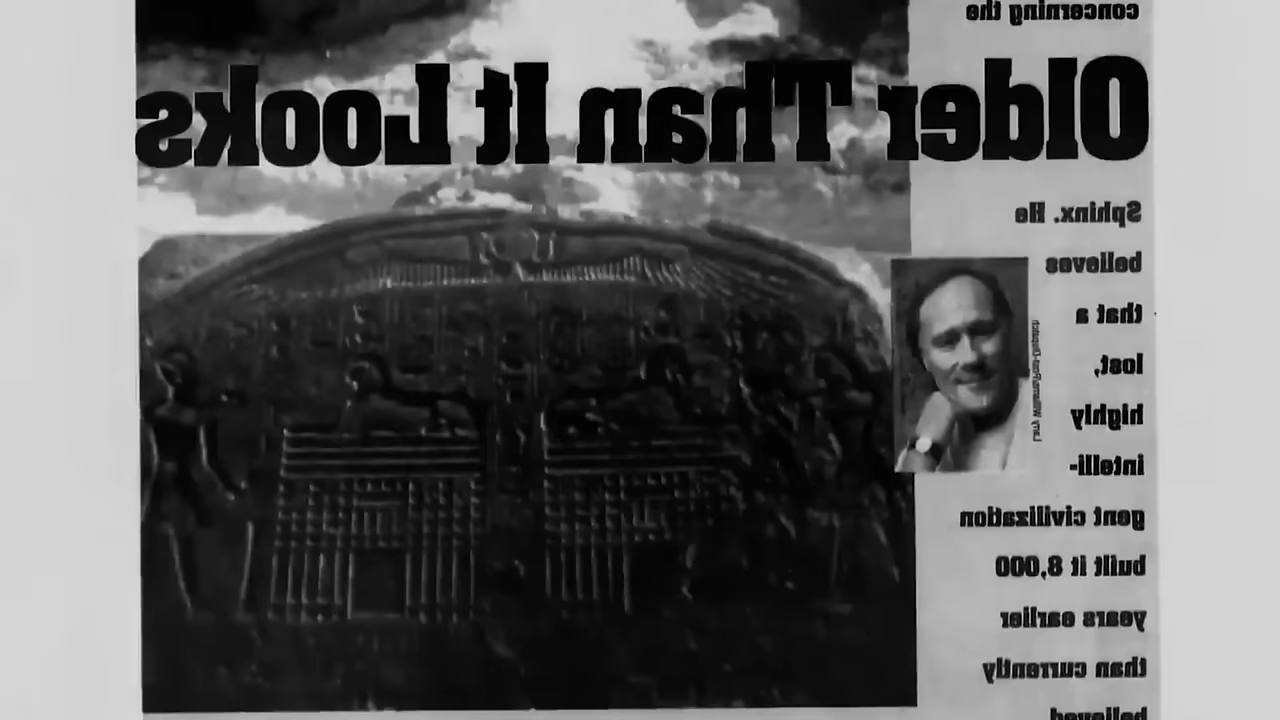 concerning the
Older Than It Looks
Sphinx. He
believes
that a
lost,
highly
intelli-
gent civilization
built it 8,000
years earlier
than currently
believed